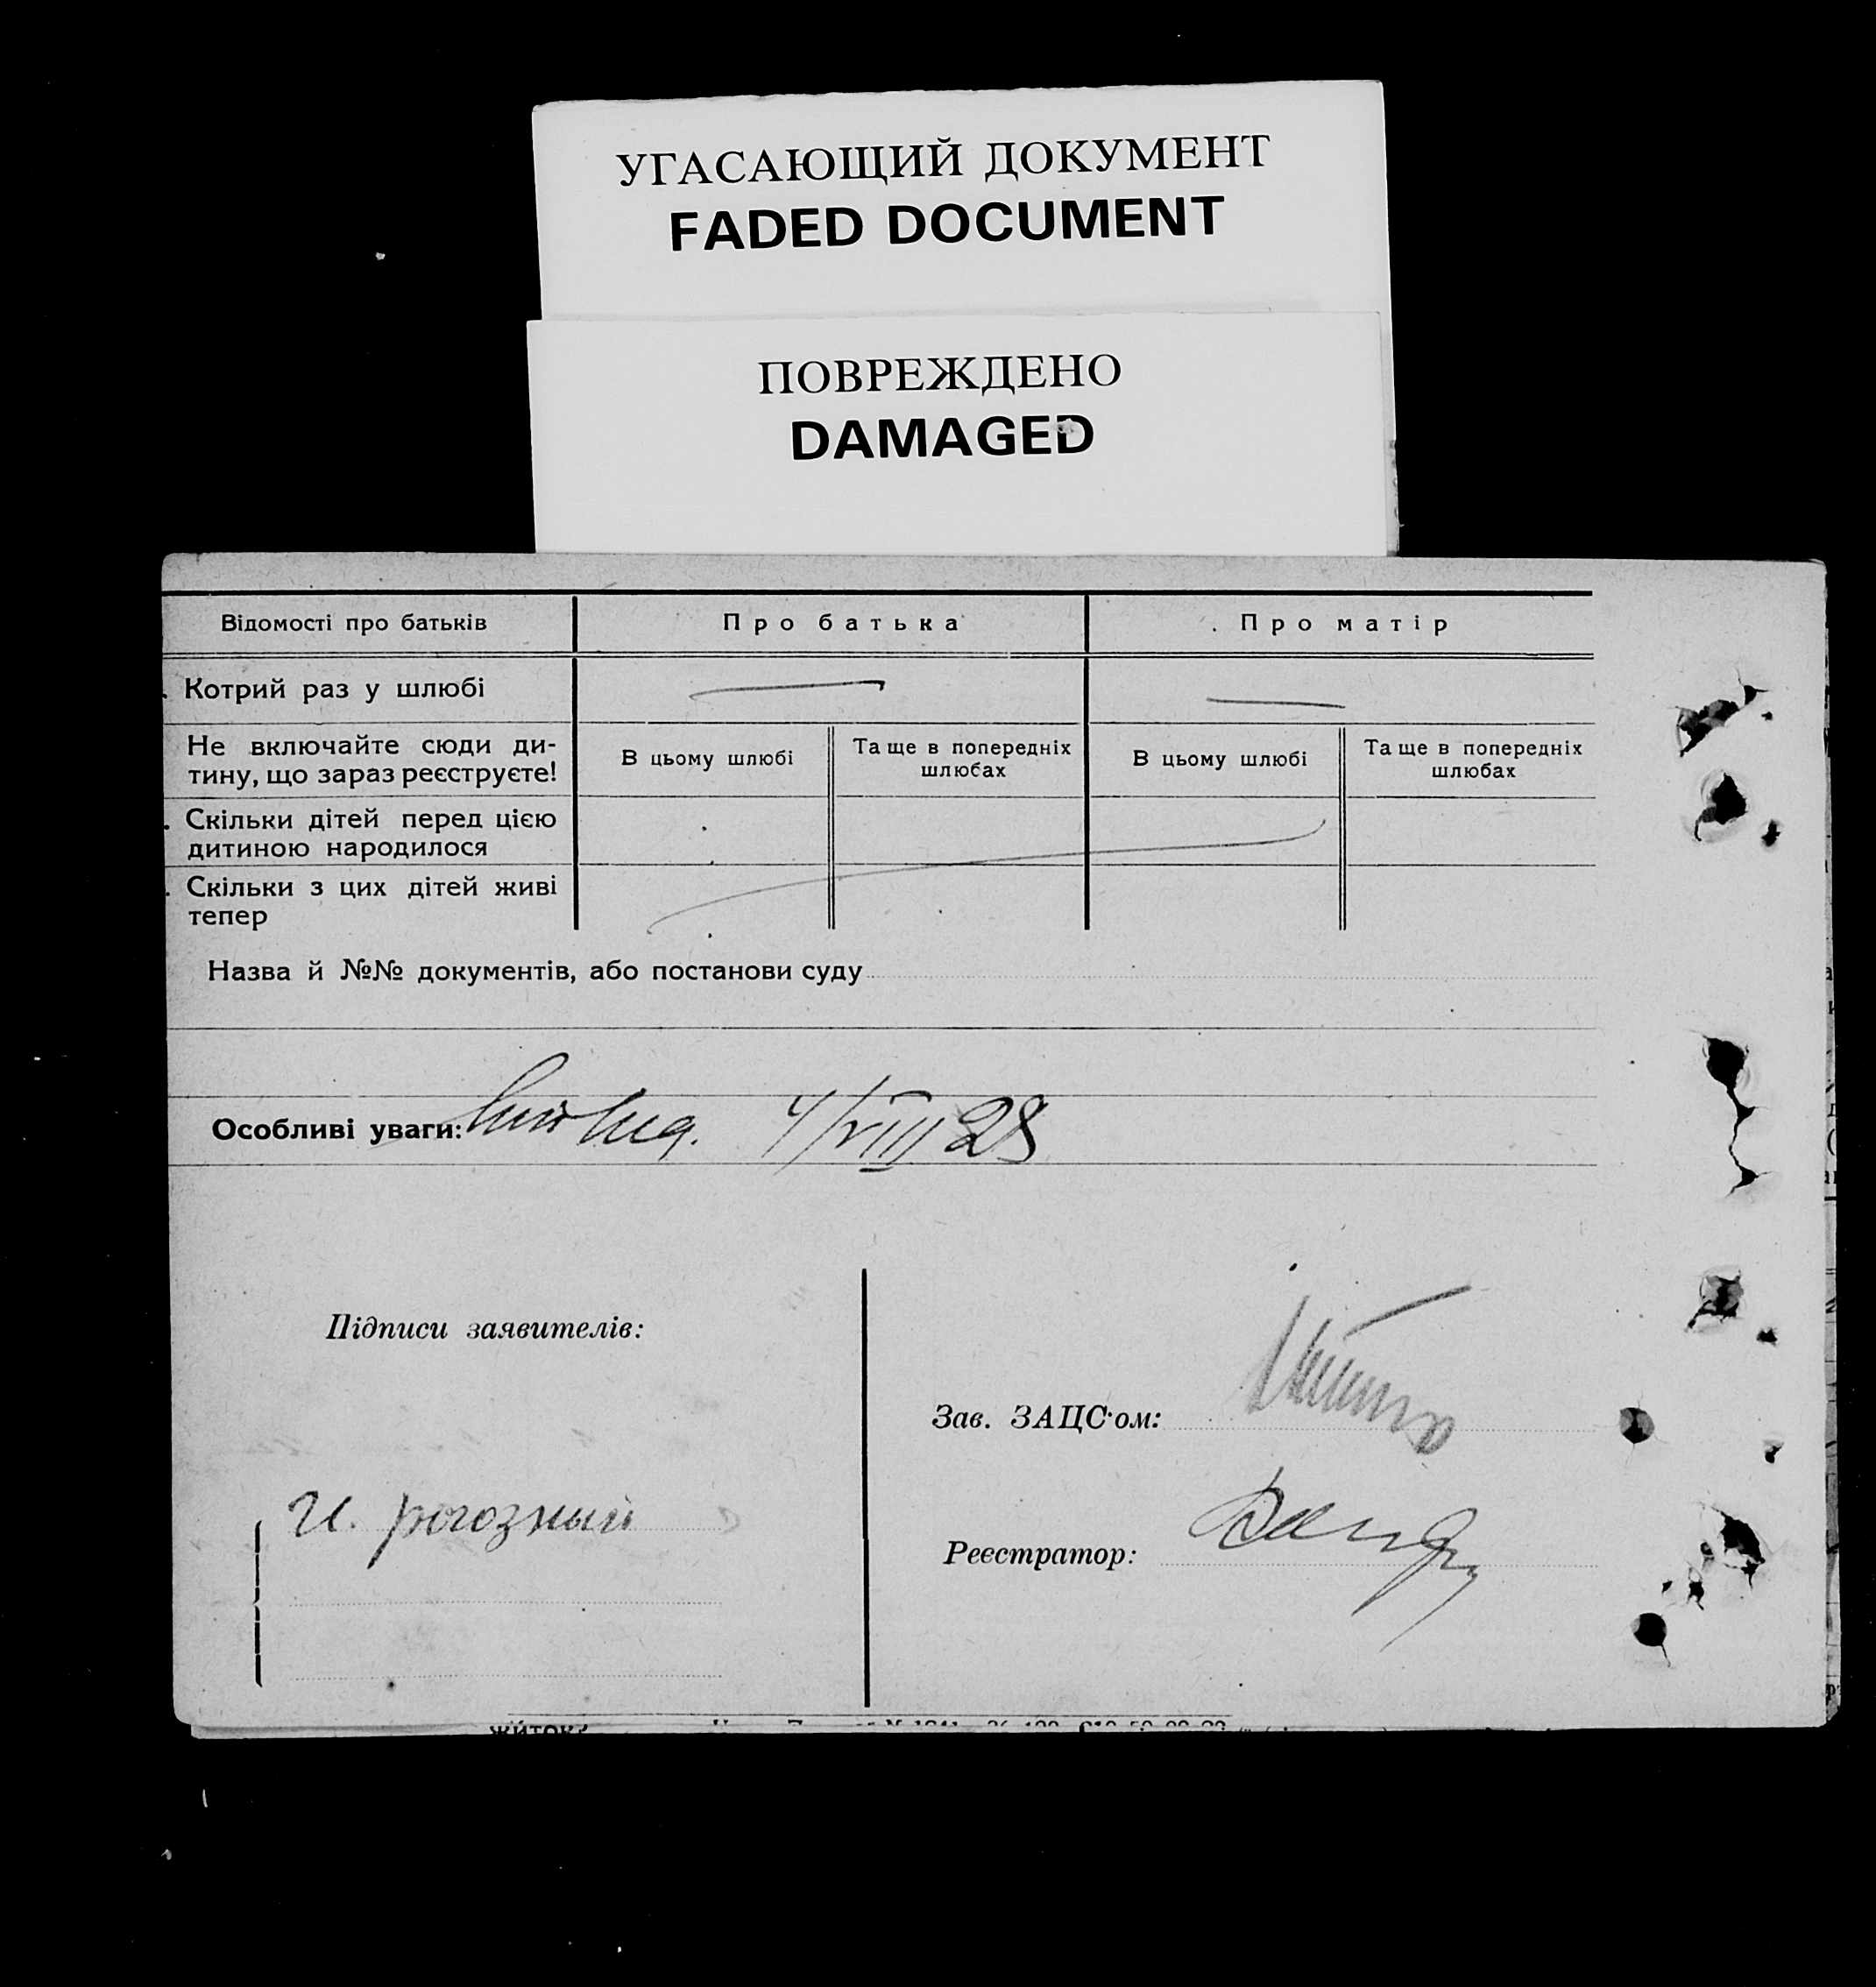 УГАСАЮЩИЙ ДОКУМЕНТ
FADED DOCUMENT
ПОВРЕЖДЕНО
DAMAGED
Відомості про батьків Про батька Про матір
Котрий раз у шлюбі
Не включайте сюди ди-
тину, що зараз реєструєте!
В цьому шлюбі
Та ще в попередніх
шлюбах
В цьому шлюбі
Та ще в попередніх
шлюбах
Скільки дітей перед цією
дитиною народилося
Скільки з цих дітей живі
тепер
Назва й №№ документів, або постанови суду
Особливі уваги: 4/VIII 28
Підписи заявителів:
Зав. ЗАЦС'ом:
И. рогозный
Реєстратор: